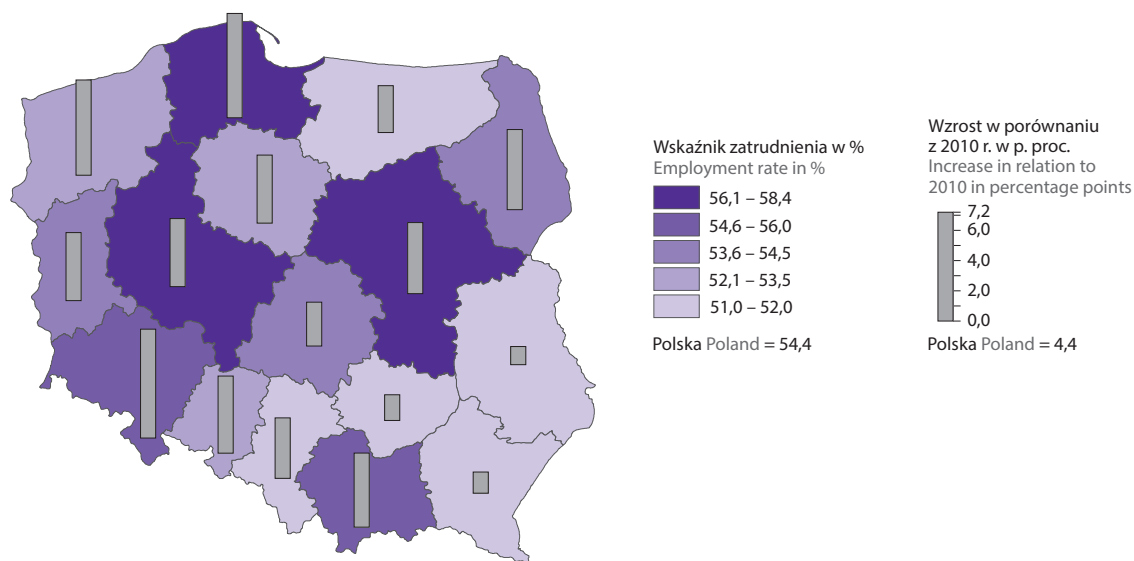 Wskaźnik zatrudnienia w %
Employment rate in %
56,1 – 58,4
54,6 – 56,0
53,6 – 54,5
52,1 – 53,5
51,0 – 52,0
Polska Poland = 54,4
Wzrost w porównaniu
z 2010 r. w p. proc.
Increase in relation to
2010 in percentage points
7,2
6,0
4,0
2,0
0,0
Polska Poland = 4,4